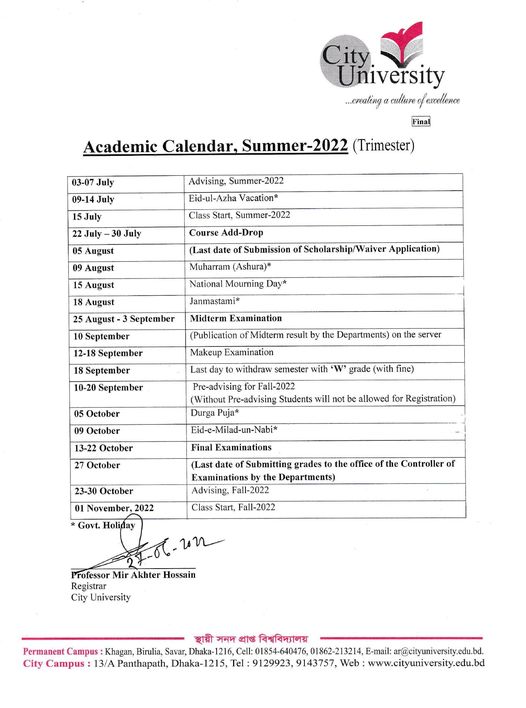 City
University
...creating a culture of excellence
Final
Academic Calendar, Summer-2022 (Trimester)
03-07 July Advising, Summer-2022
09-14 July Eid-ul-Azha Vacation*
15 July Class Start, Summer-2022
22 July – 30 July Course Add-Drop
05 August (Last date of Submission of Scholarship/Waiver Application)
09 August Muharram (Ashura)*
15 August National Mourning Day*
18 August Janmastami*
25 August - 3 September Midterm Examination
10 September (Publication of Midterm result by the Departments) on the server
12-18 September Makeup Examination
18 September Last day to withdraw semester with ‘W’ grade (with fine)
10-20 September Pre-advising for Fall-2022
(Without Pre-advising Students will not be allowed for Registration)
05 October Durga Puja*
09 October Eid-e-Milad-un-Nabi*
13-22 October Final Examinations
27 October (Last date of Submitting grades to the office of the Controller of
Examinations by the Departments)
23-30 October Advising, Fall-2022
01 November, 2022 Class Start, Fall-2022
* Govt. Holiday
27-06-2022
Professor Mir Akhter Hossain
Registrar
City University
স্থায়ী সনদ প্রাপ্ত বিশ্ববিদ্যালয়
Permanent Campus : Khagan, Birulia, Savar, Dhaka-1216, Cell: 01854-640476, 01862-213214, E-mail: ar@cityuniversity.edu.bd.
City Campus : 13/A Panthapath, Dhaka-1215, Tel : 9129923, 9143757, Web : www.cityuniversity.edu.bd